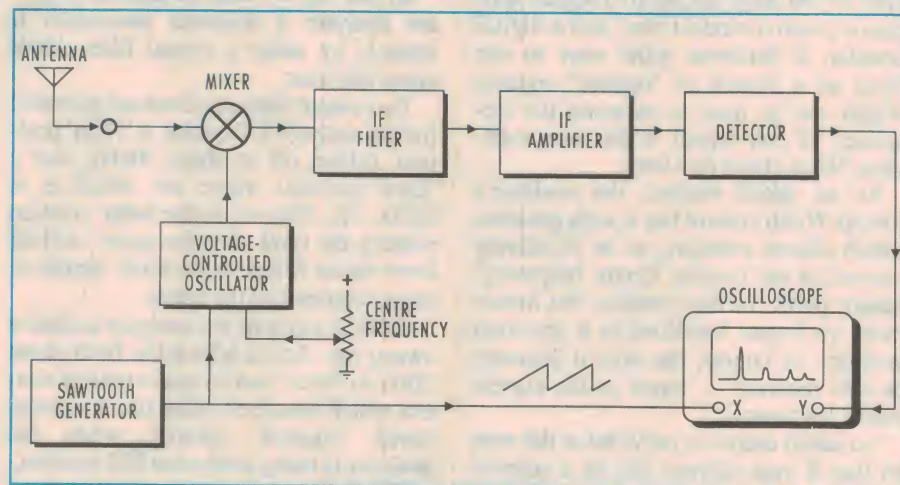 ANTENNA
MIXER
IF
FILTER
IF
AMPLIFIER
DETECTOR
VOLTAGE-
CONTROLLED
OSCILLATOR
+
CENTRE
FREQUENCY
OSCILLOSCOPE
SAWTOOTH
GENERATOR
X Y